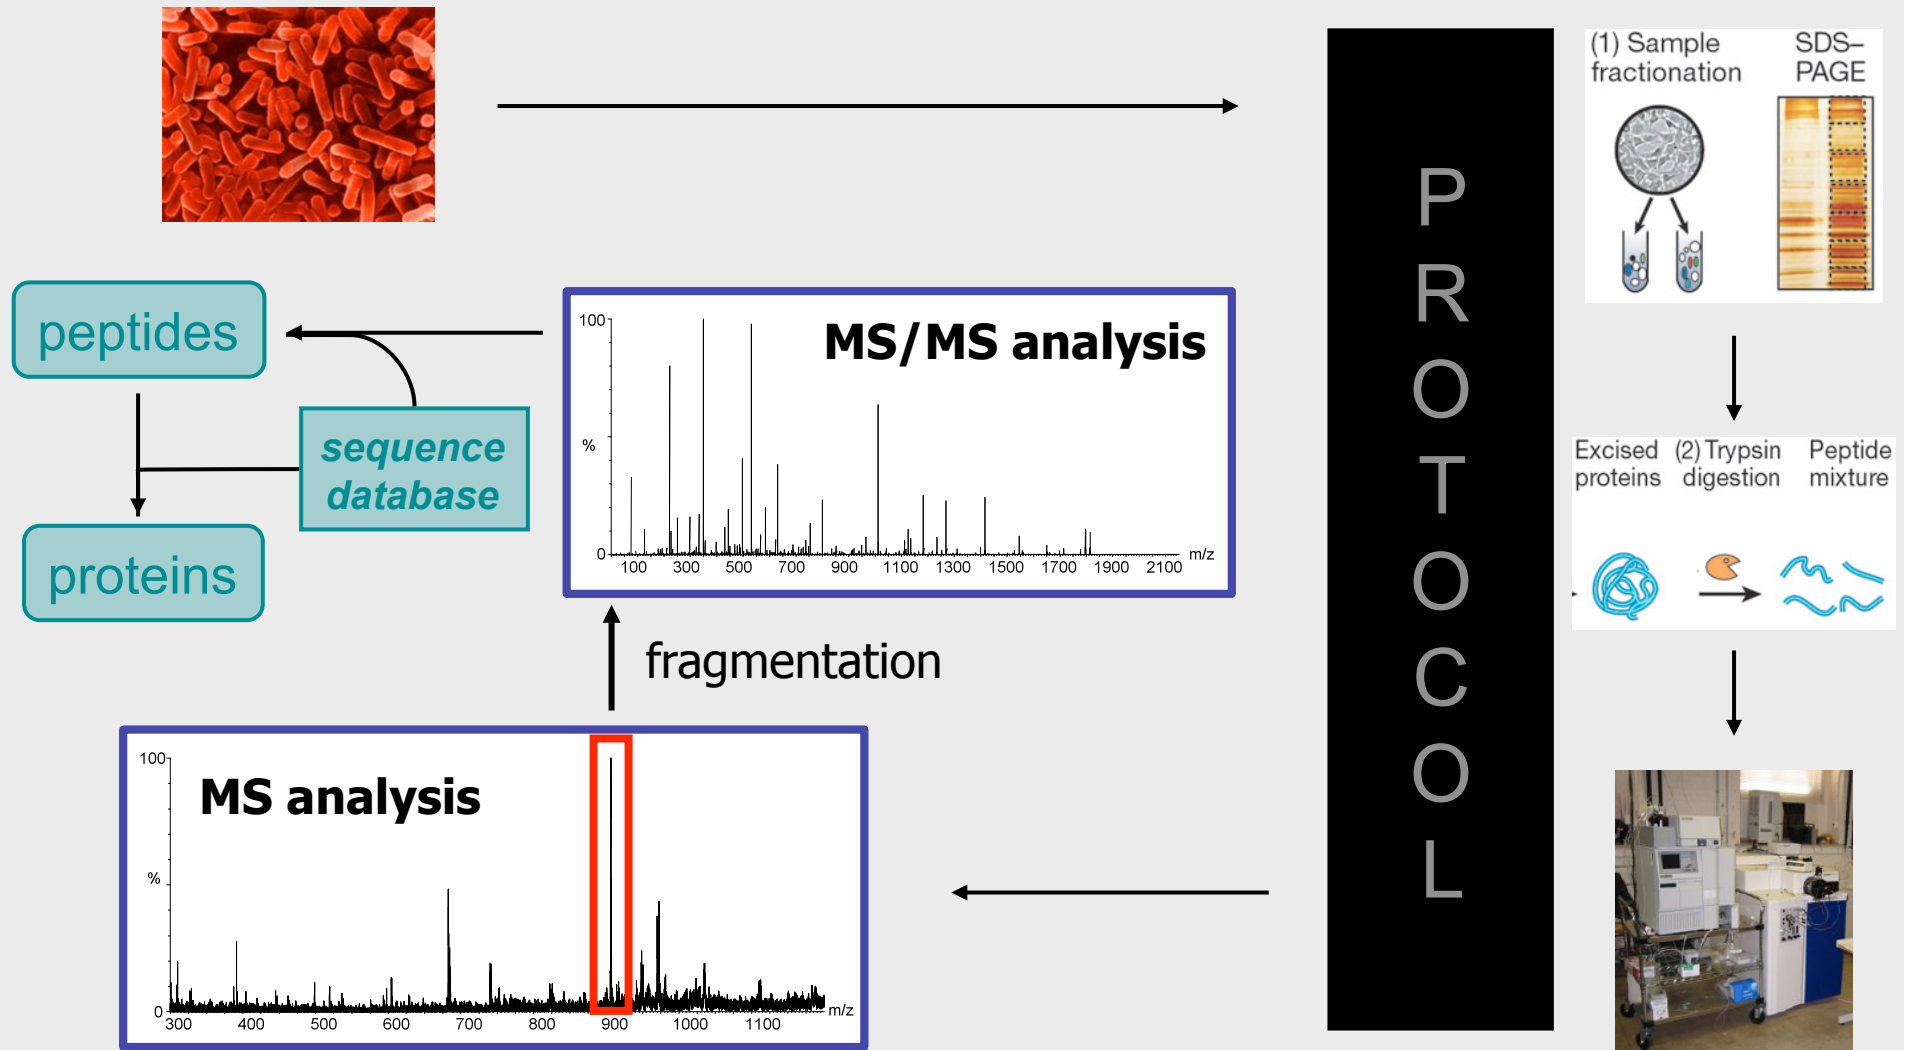 (1) Sample
fractionation
SDS–
PAGE
P
R
O
T
O
C
O
L
peptides
sequence
database
proteins
MS/MS analysis
100
%
0
100 300 500 700 900 1100 1300 1500 1700 1900 2100
m/z
Excised
proteins
(2) Trypsin
digestion
Peptide
mixture
fragmentation
MS analysis
100
%
0
300 400 500 600 700 800 900 1000 1100
m/z